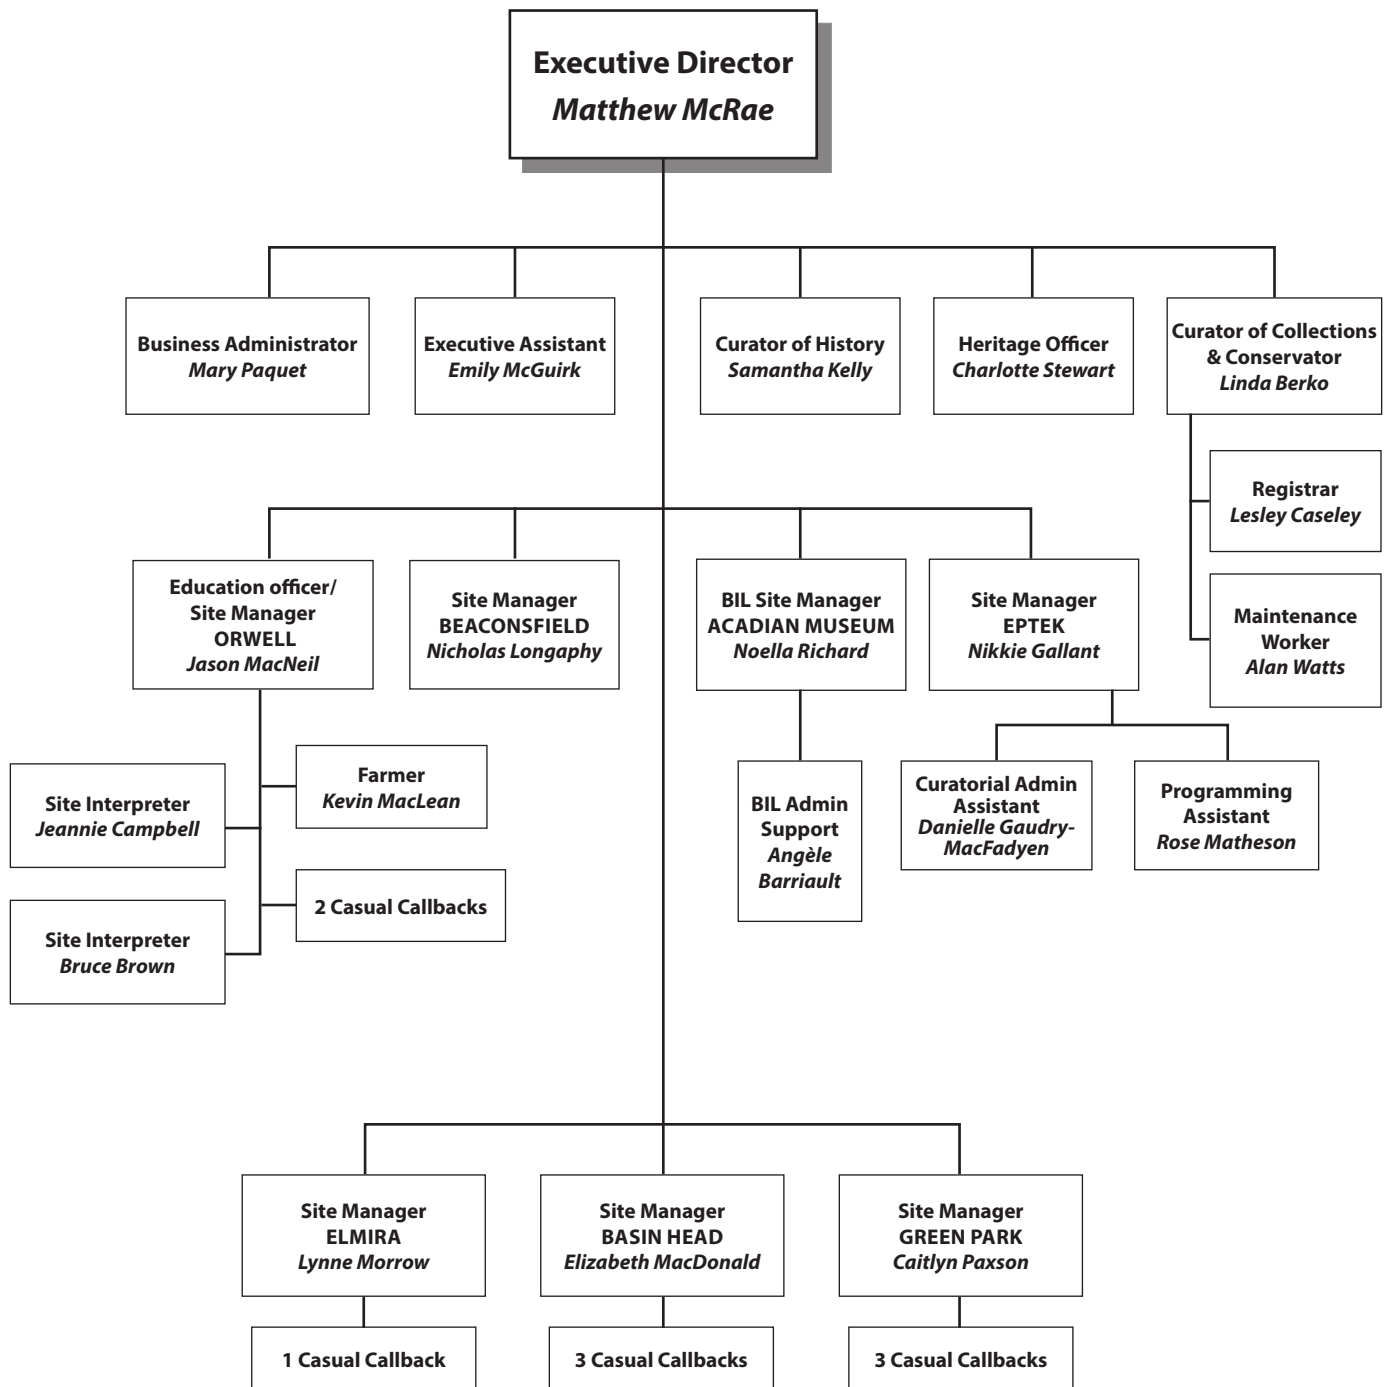 Executive Director
Matthew McRae
Business Administrator
Mary Paquet
Executive Assistant
Emily McGuirk
Curator of History
Samantha Kelly
Heritage Officer
Charlotte Stewart
Curator of Collections
& Conservator
Linda Berko
Registrar
Lesley Caseley
Maintenance
Worker
Alan Watts
Education officer/
Site Manager
ORWELL
Jason MacNeil
Site Manager
BEACONSFIELD
Nicholas Longaphy
BIL Site Manager
ACADIAN MUSEUM
Noella Richard
Site Manager
EPTEK
Nikkie Gallant
Site Interpreter
Jeannie Campbell
Farmer
Kevin MacLean
Site Interpreter
Bruce Brown
2 Casual Callbacks
BIL Admin
Support
Angèle
Barriault
Curatorial Admin
Assistant
Danielle Gaudry-
MacFadyen
Programming
Assistant
Rose Matheson
Site Manager
ELMIRA
Lynne Morrow
Site Manager
BASIN HEAD
Elizabeth MacDonald
Site Manager
GREEN PARK
Caitlyn Paxson
1 Casual Callback
3 Casual Callbacks
3 Casual Callbacks